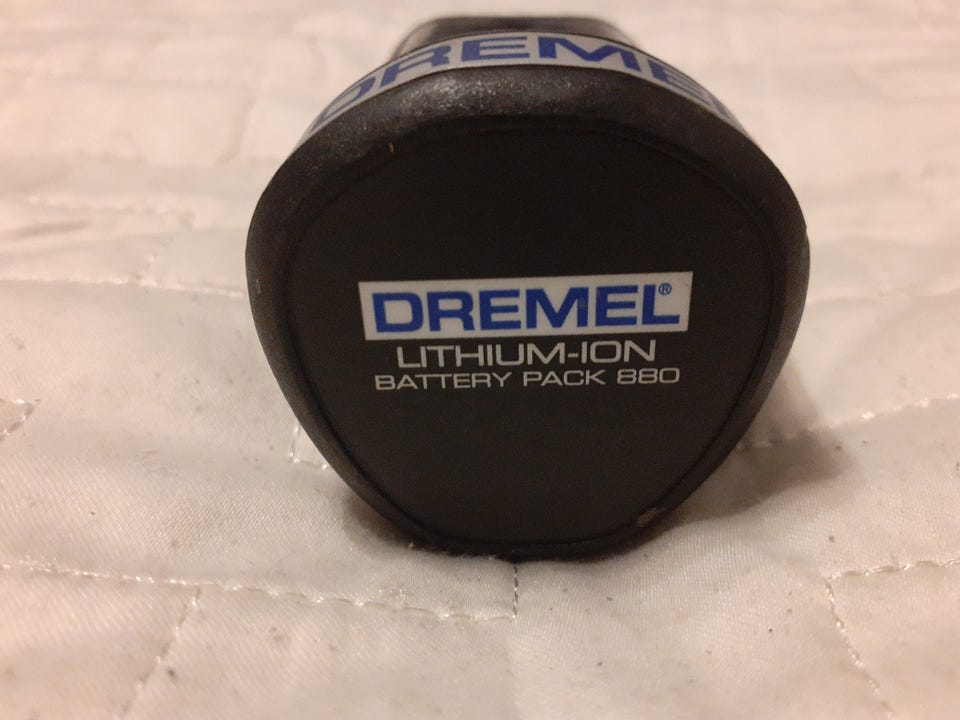 DREMEL
DREMEL®
LITHIUM-ION
BATTERY PACK 880